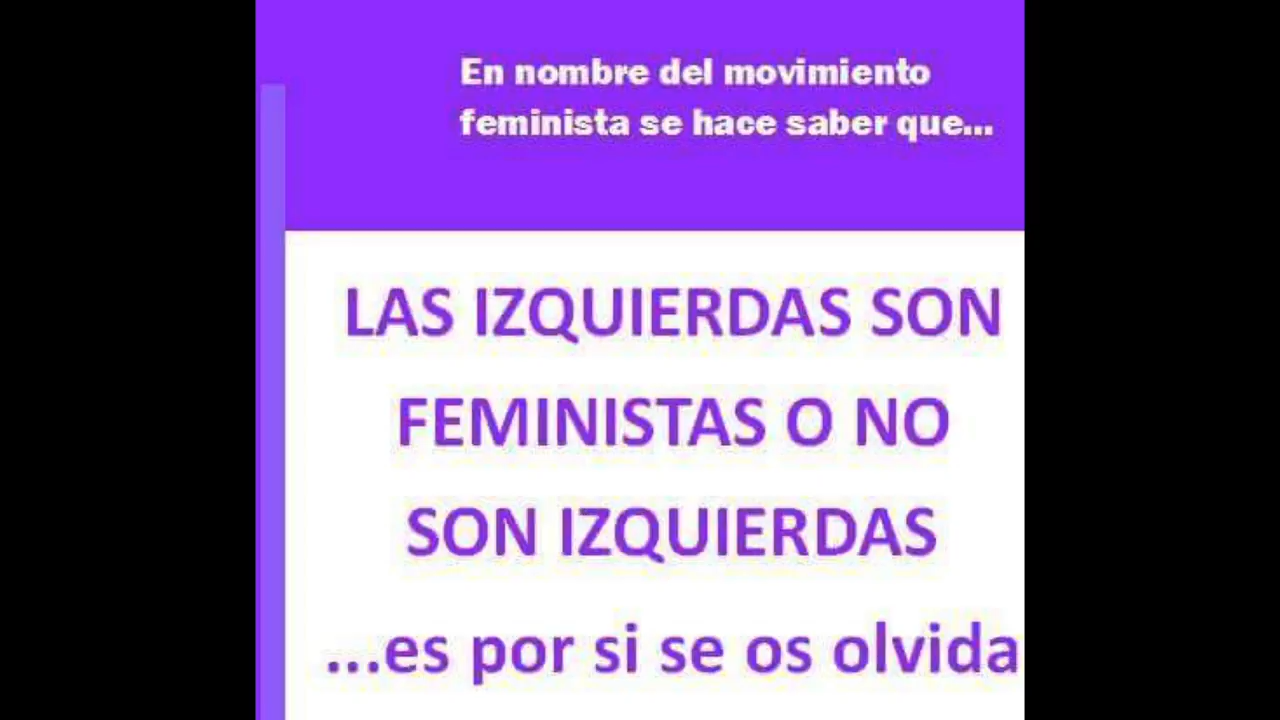 En nombre del movimiento
feminista se hace saber que...
LAS IZQUIERDAS SON
FEMINISTAS O NO
SON IZQUIERDAS
...es por si se os olvida